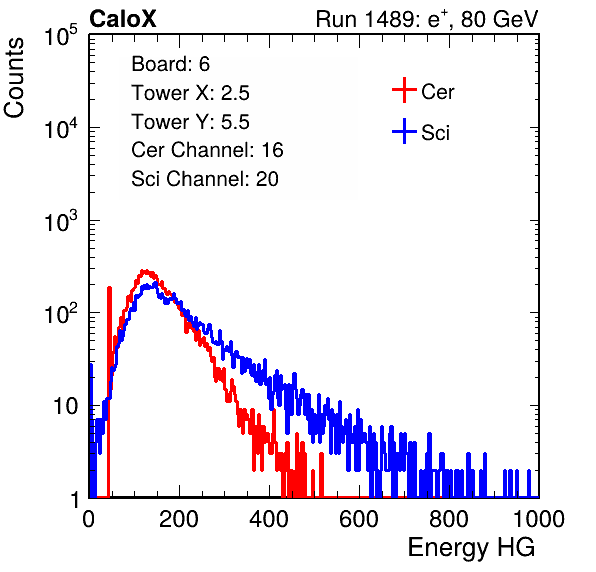 CaloX Run 1489: e⁺, 80 GeV
Counts
Board: 6
Tower X: 2.5
Tower Y: 5.5
Cer Channel: 16
Sci Channel: 20
Cer
Sci
10⁵
10⁴
10³
10²
10
1
0 200 400 600 800 1000
Energy HG